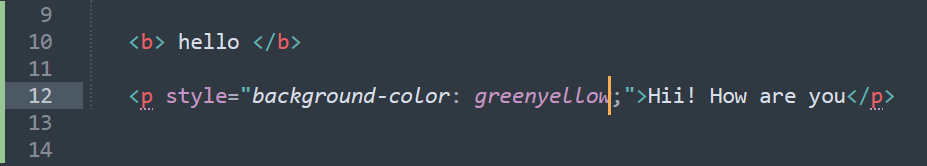 9
10 <b> hello </b>
11
12 <p style="background-color: greenyellow;">Hii! How are you</p>
13
14